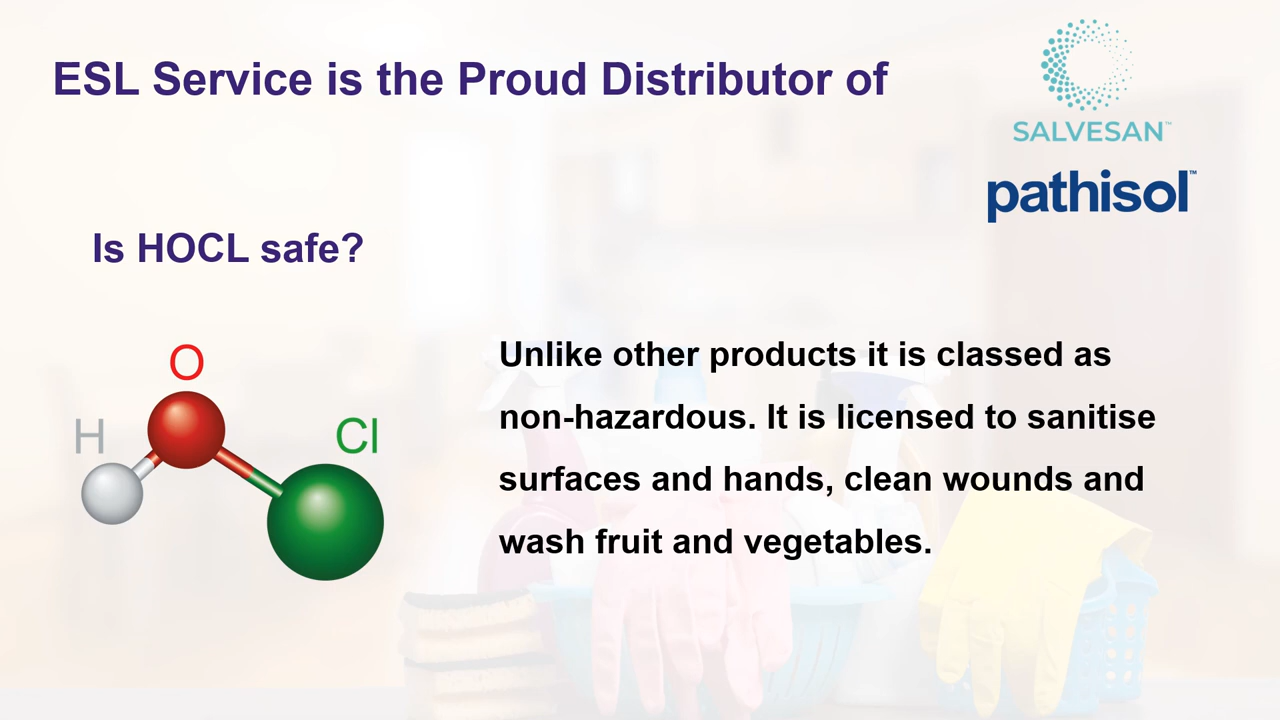 ESL Service is the Proud Distributor of
SALVESAN™
pathisol™
Is HOCL safe?
O
H
Cl
Unlike other products it is classed as
non-hazardous. It is licensed to sanitise
surfaces and hands, clean wounds and
wash fruit and vegetables.